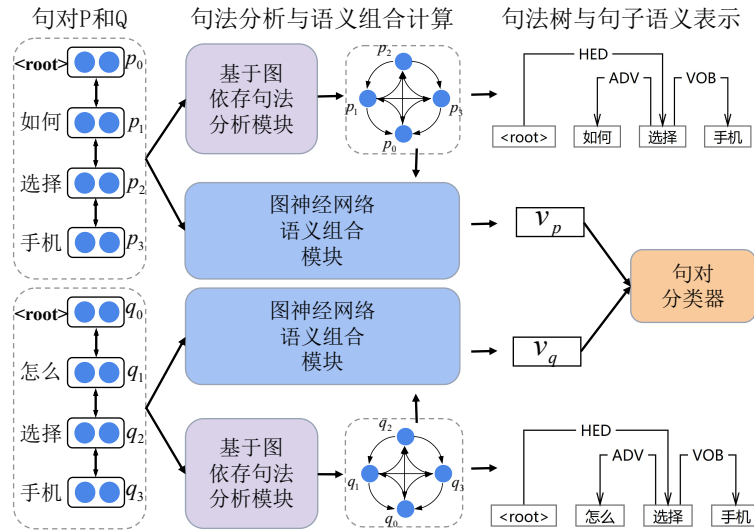 句对P和Q
句法分析与语义组合计算
句法树与句子语义表示
<root> p0
如何 p1
选择 p2
手机 p3
基于图
依存句法
分析模块
p2
p1
p3
p0
HED
ADV VOB
<root> 如何 选择 手机
图神经网络
语义组合
模块
vp
句对
分类器
<root> q0
怎么 q1
选择 q2
手机 q3
图神经网络
语义组合
模块
vq
基于图
依存句法
分析模块
q2
q1
q3
q0
HED
ADV VOB
<root> 怎么 选择 手机